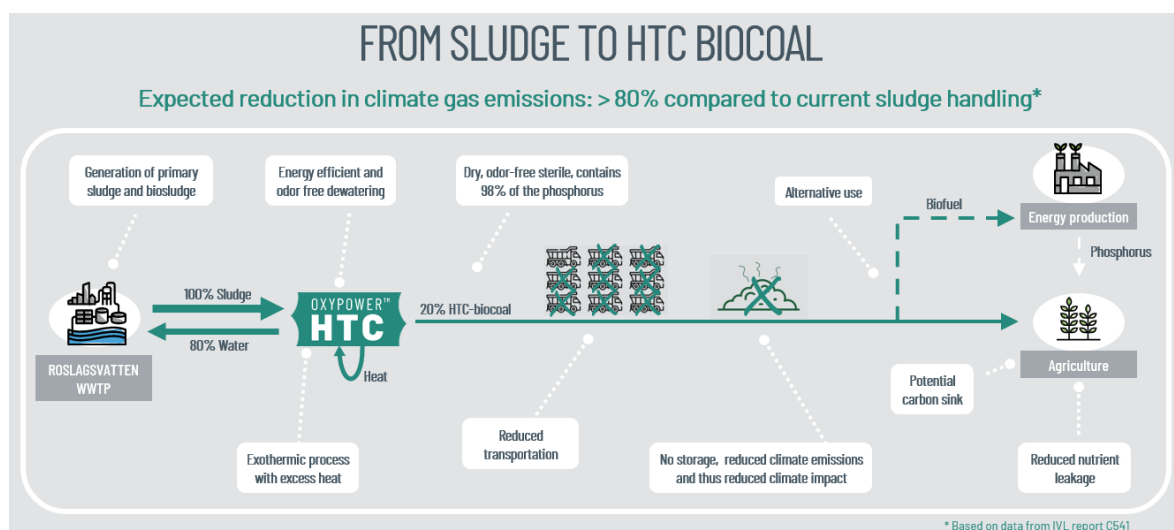 FROM SLUDGE TO HTC BIOCOAL
Expected reduction in climate gas emissions: > 80% compared to current sludge handling*
Generation of primary
sludge and biosludge
Energy efficient and
odor free dewatering
Dry, odor-free sterile, contains
98% of the phosphorus
Alternative use
Biofuel
Energy production
Phosphorus
100% Sludge
80% Water
OXYPOWER™
HTC
Heat
20% HTC-biocoal
ROSLAGSVATTEN
WWTP
Agriculture
Potential
carbon sink
Exothermic process
with excess heat
Reduced
transportation
No storage, reduced climate emissions
and thus reduced climate impact
Reduced nutrient
leakage
* Based on data from IVL report C541